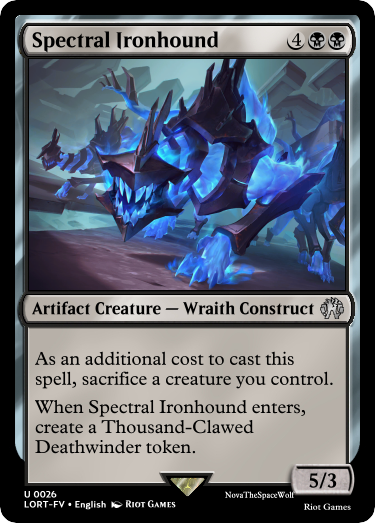 Spectral Ironhound 4
Artifact Creature — Wraith Construct
As an additional cost to cast this
spell, sacrifice a creature you control.
When Spectral Ironhound enters,
create a Thousand-Clawed
Deathwinder token.
5/3
U 0026
LORT-FV • English Riot Games
NovaTheSpaceWolf
Riot Games